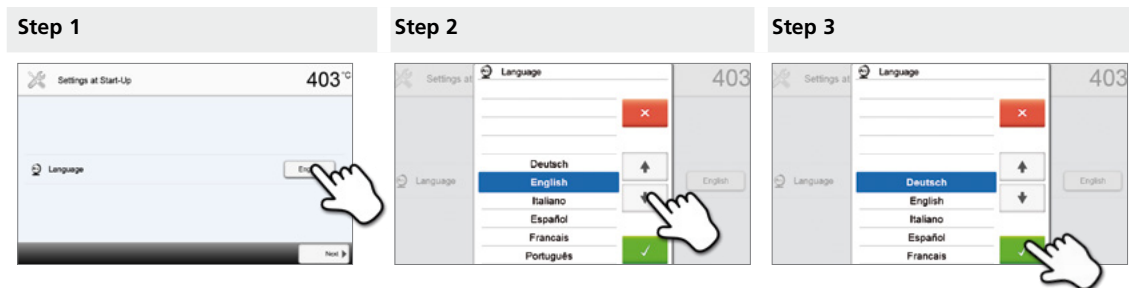 Step 1
Settings at Start-Up
403 °C
Language
Next
Step 2
Settings at
Language
403
Deutsch
English
Italiano
Español
Francais
Português
Language
English
Step 3
Settings at
Language
403
Deutsch
English
Italiano
Español
Francais
Language
English